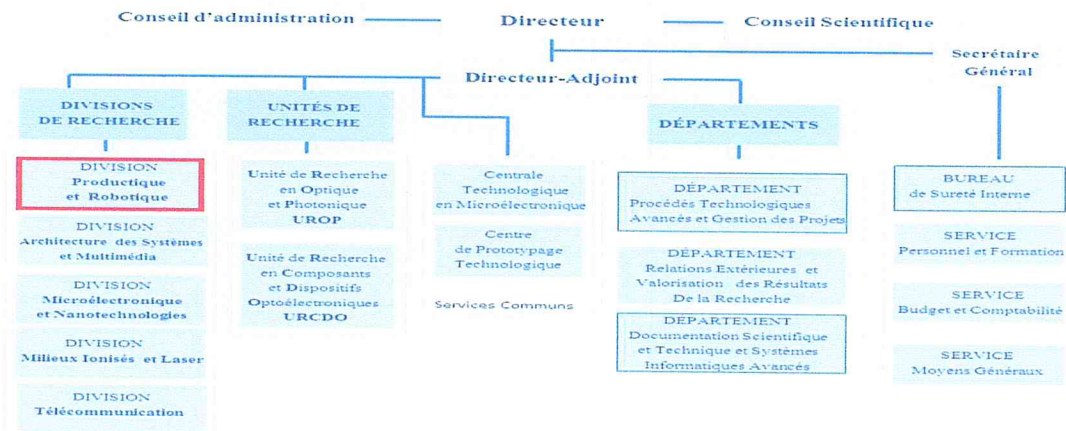 Conseil d'administration
Directeur
Conseil Scientifique
Secrétaire
Général
Directeur-Adjoint
DIVISIONS
DE RECHERCHE
DIVISION
Productique
et Robotique
DIVISION
Architecture des Systèmes
et Multimédia
DIVISION
Microélectronique
et Nanotechnologies
DIVISION
Milieux Ionisés et Laser
DIVISION
Télécommunication
UNITÉS DE
RECHERCHE
Unité de Recherche
en Optique
et Photonique
UROP
Unité de Recherche
en Composants
et Dispositifs
Optoélectroniques
URCDO
Centrale
Technologique
en Microélectronique
Centre
de Prototypage
Technologique
Services Communs
DÉPARTEMENTS
DÉPARTEMENT
Procédés Technologiques
Avancés et Gestion des Projets
DÉPARTEMENT
Relations Extérieures et
Valorisation des Résultats
De la Recherche
DÉPARTEMENT
Documentation Scientifique
et Technique et Systèmes
Informatiques Avancés
BUREAU
de Sureté Interne
SERVICE
Personnel et Formation
SERVICE
Budget et Comptabilité
SERVICE
Moyens Généraux